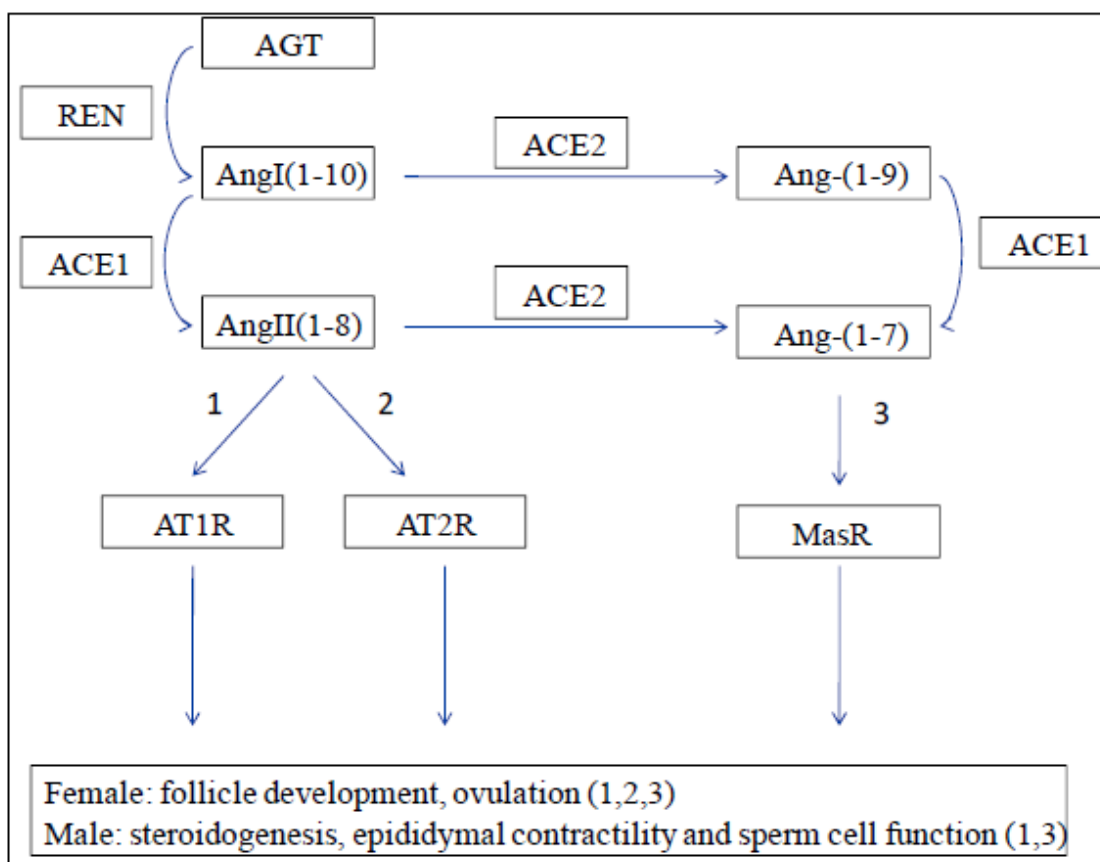 AGT
REN
ACE2
AngI(1-10)
Ang-(1-9)
ACE1
ACE1
ACE2
AngII(1-8)
Ang-(1-7)
1
2
3
AT1R
AT2R
MasR
Female: follicle development, ovulation (1,2,3)
Male: steroidogenesis, epididymal contractility and sperm cell function (1,3)